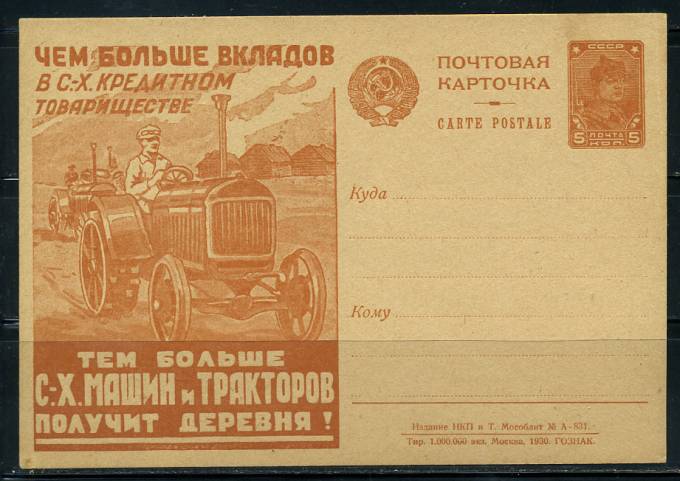 ЧЕМ БОЛЬШЕ ВКЛАДОВ
В С.-Х. КРЕДИТНОМ
ТОВАРИЩЕСТВЕ
ТЕМ БОЛЬШЕ
С.-Х. МАШИН и ТРАКТОРОВ
ПОЛУЧИТ ДЕРЕВНЯ!
ПОЧТОВАЯ
КАРТОЧКА
CARTE POSTALE
СССР
5 ПОЧТА 5
КОП.
Куда
Кому
Издание НКП и Т. Мособлит № А-831.
Тир. 1.000.000 экз. Москва, 1930. ГОЗНАК.